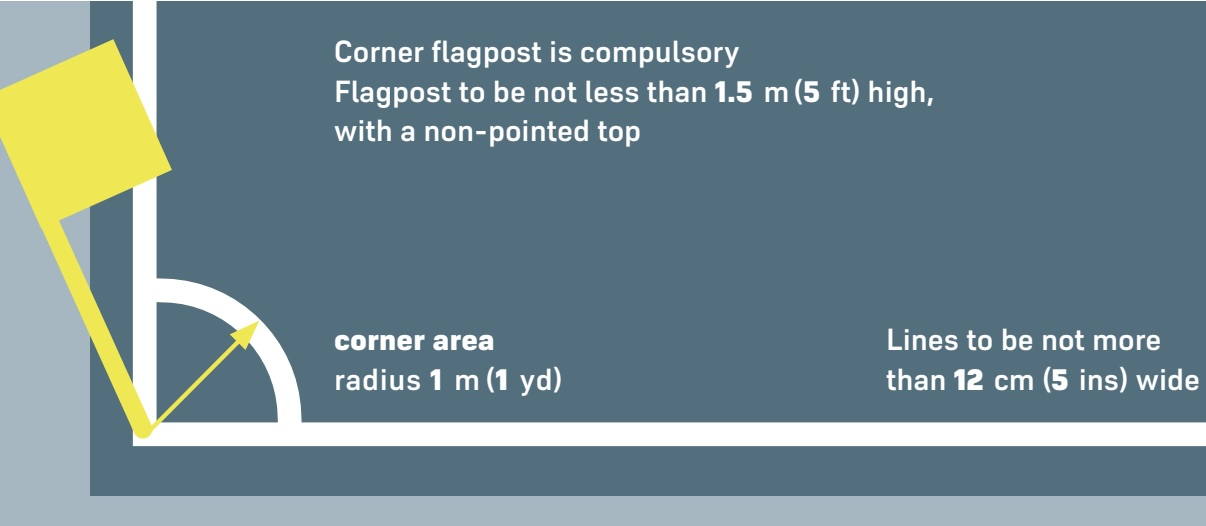 Corner flagpost is compulsory
Flagpost to be not less than 1.5 m (5 ft) high,
with a non-pointed top
corner area
radius 1 m (1 yd)
Lines to be not more
than 12 cm (5 ins) wide